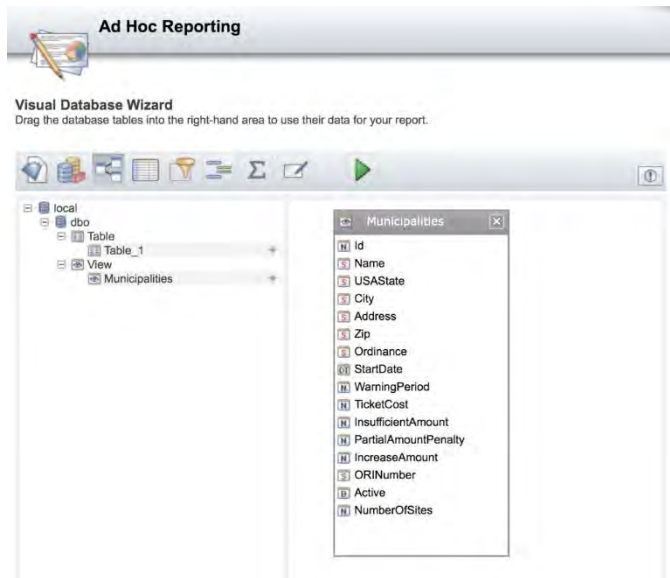 Ad Hoc Reporting
Visual Database Wizard
Drag the database tables into the right-hand area to use their data for your report.
local
dbo
Table
Table_1
View
Municipalities
Municipalities
N Id
S Name
S USAState
S City
S Address
S Zip
S Ordinance
DT StartDate
N WarningPeriod
N TicketCost
N InsufficientAmount
N PartialAmountPenalty
N IncreaseAmount
S ORINumber
B Active
N NumberOfSites